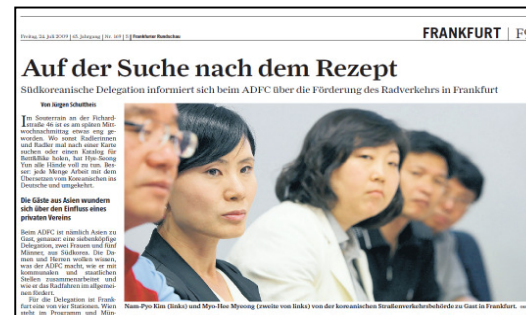 Freitag, 24. Juli 2009 | 65. Jahrgang | Nr. 169 | D | Frankfurter Rundschau
FRANKFURT | F9
Auf der Suche nach dem Rezept
Südkoreanische Delegation informiert sich beim ADFC über die Förderung des Radverkehrs in Frankfurt
Von Jürgen Schultheis
Im Souterrain an der Fichard-
straße 46 ist es am späten Mitt-
wochnachmittag etwas eng ge-
worden. Wo sonst Radlerinnen
und Radler mal nach einer Karte
suchen oder einen Katalog für
Bett&Bike holen, hat Hye-Seong
Yun alle Hände voll zu tun. Bes-
ser: jede Menge Arbeit mit dem
Übersetzen vom Koreanischen ins
Deutsche und umgekehrt.
Die Gäste aus Asien wundern
sich über den Einfluss eines
privaten Vereins
Beim ADFC ist nämlich Asien zu
Gast, genauer: eine siebenköpfige
Delegation, zwei Frauen und fünf
Männer, aus Südkorea. Die Da-
men und Herren wollen wissen,
was der ADFC macht, wie er mit
kommunalen und staatlichen
Stellen zusammenarbeitet und
wie er das Radfahren im allgemei-
nen fördert.
Für die Delegation ist Frank-
furt eine von vier Stationen. Wien
steht im Programm und Mün-
Nam-Pyo Kim (links) und Myo-Hee Myoong (zweite von links) von der koreanischen Straßenverkehrsbehörde zu Gast in Frankfurt.